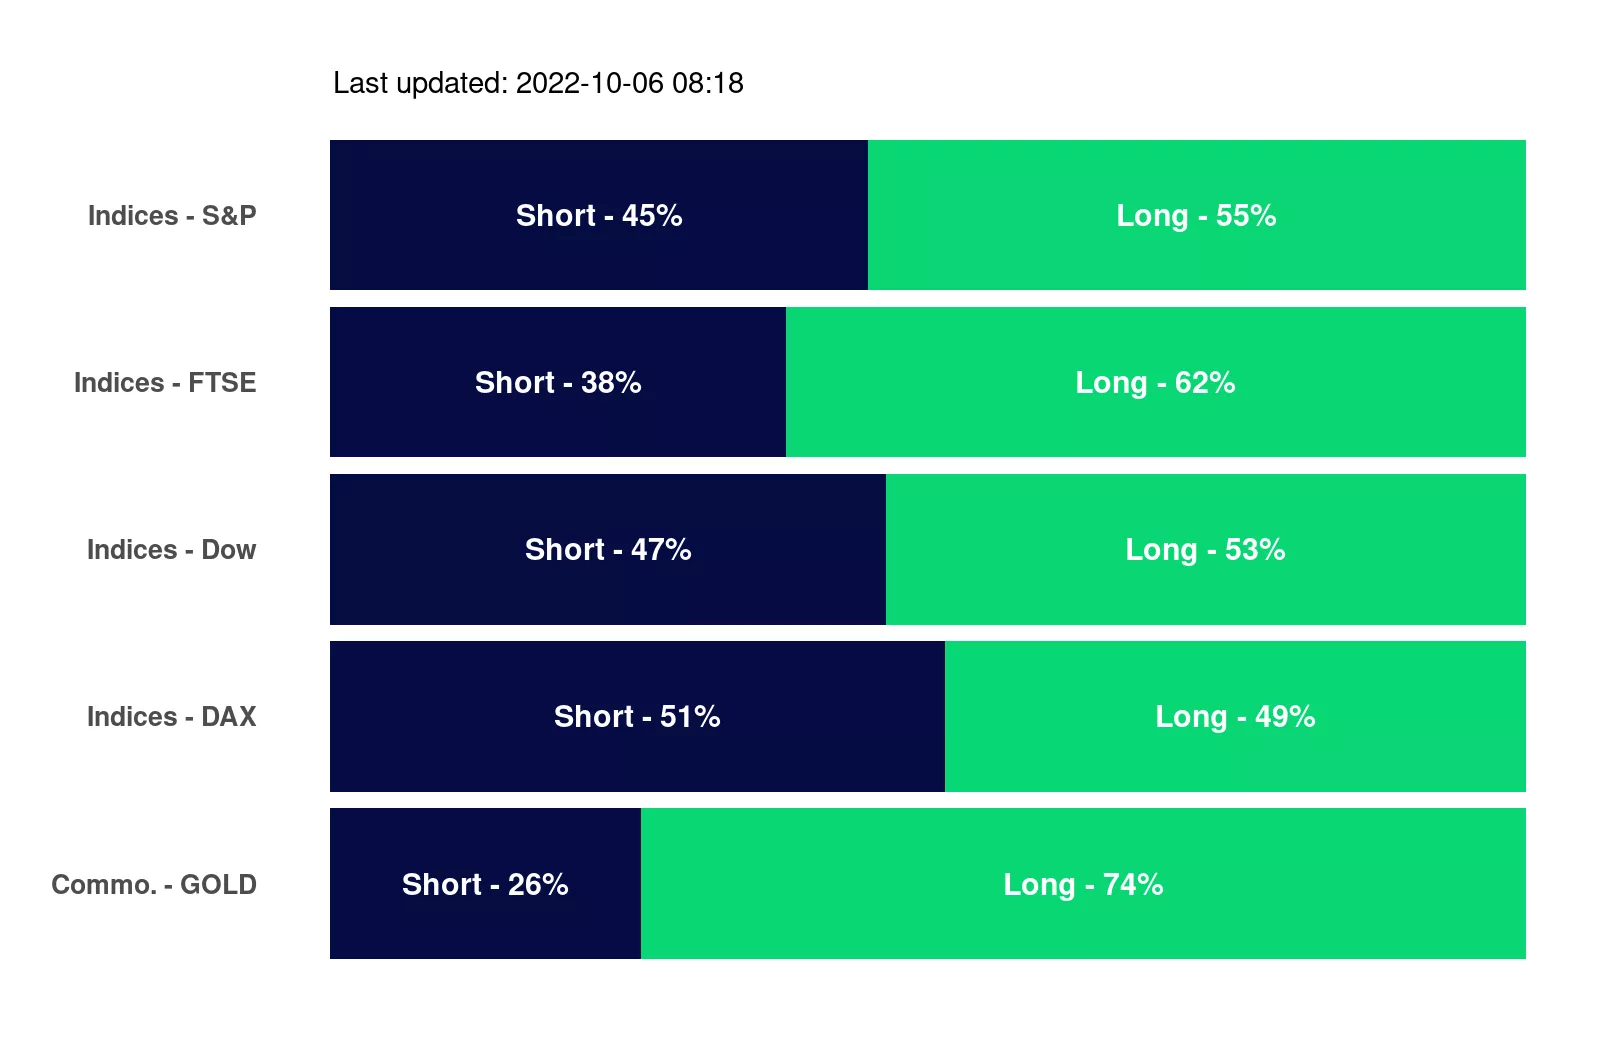 Last updated: 2022-10-06 08:18
Indices - S&P Short - 45% Long - 55%
Indices - FTSE Short - 38% Long - 62%
Indices - Dow Short - 47% Long - 53%
Indices - DAX Short - 51% Long - 49%
Commo. - GOLD Short - 26% Long - 74%